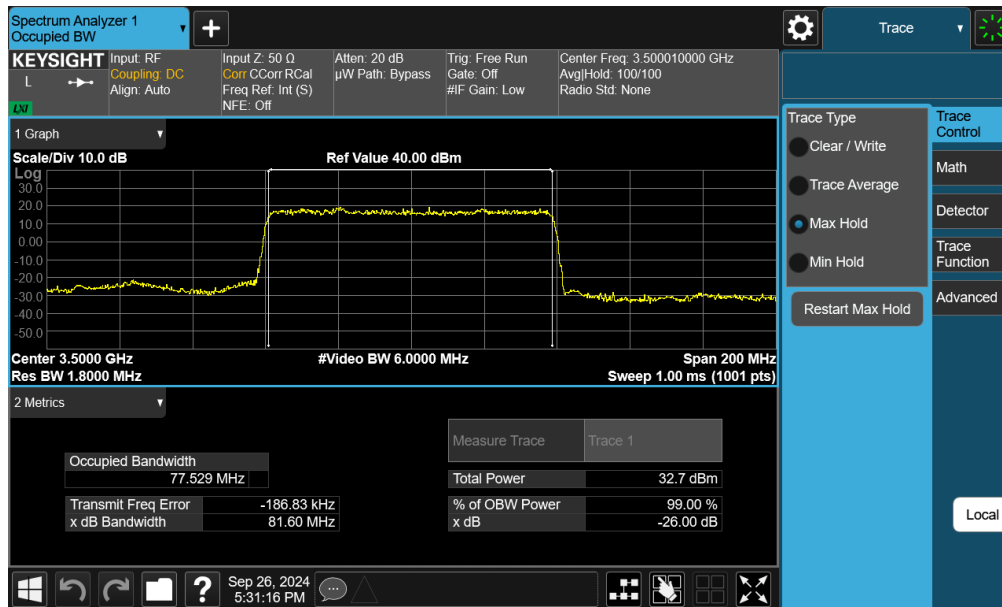 Spectrum Analyzer 1
Occupied BW
+
Trace
KEYSIGHT
L
LXI
Input: RF
Coupling: DC
Align: Auto
Input Z: 50 Ω
Corr CCorr RCal
Freq Ref: Int (S)
NFE: Off
Atten: 20 dB
µW Path: Bypass
Trig: Free Run
Gate: Off
#IF Gain: Low
Center Freq: 3.500010000 GHz
Avg|Hold: 100/100
Radio Std: None
1 Graph
Scale/Div 10.0 dB
Ref Value 40.00 dBm
Log
30.0
20.0
10.0
0.00
-10.0
-20.0
-30.0
-40.0
-50.0
Center 3.5000 GHz
#Video BW 6.0000 MHz
Span 200 MHz
Res BW 1.8000 MHz
Sweep 1.00 ms (1001 pts)
2 Metrics
Measure Trace
Trace 1
Occupied Bandwidth
77.529 MHz
Total Power
32.7 dBm
Transmit Freq Error
-186.83 kHz
% of OBW Power
99.00 %
x dB Bandwidth
81.60 MHz
x dB
-26.00 dB
Trace Type
Clear / Write
Trace Average
Max Hold
Min Hold
Restart Max Hold
Trace
Control
Math
Detector
Trace
Function
Advanced
Local
?
Sep 26, 2024
5:31:16 PM